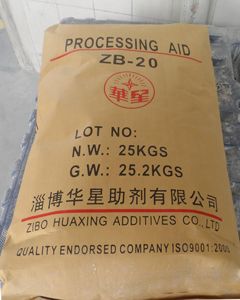 PROCESSING AID
ZB-20
華星
LOT NO:
N.W.: 25KGS
G.W.: 25.2KGS
淄博华星助剂有限公司
ZIBO HUAXING ADDITIVES CO.,LTD
QUALITY ENDORSED COMPANY ISO9001:2000